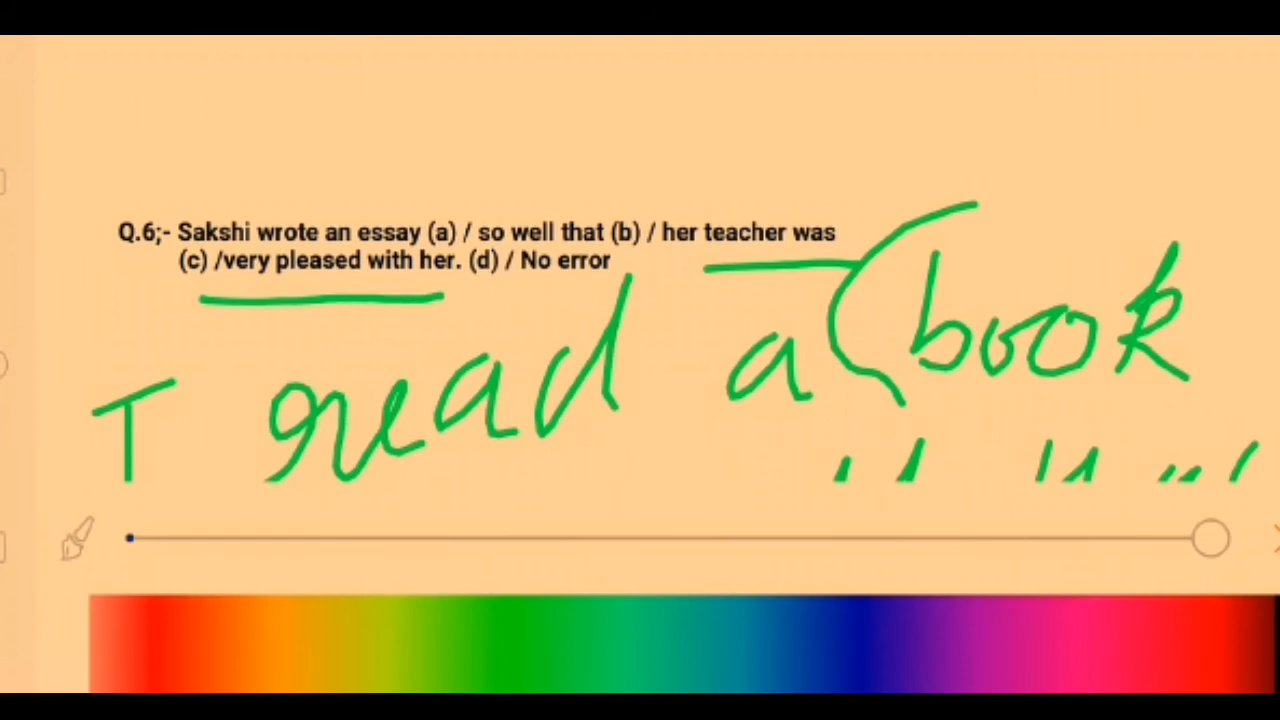 Q.6;- Sakshi wrote an essay (a) / so well that (b) / her teacher was
(c) /very pleased with her. (d) / No error
I read a (book